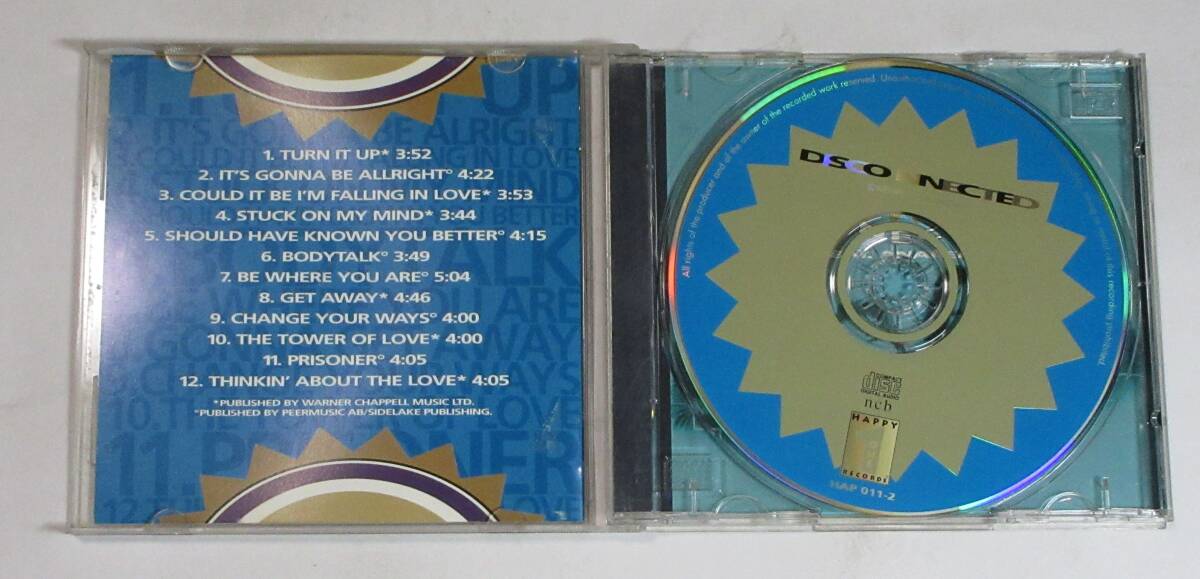 1. TURN IT UP* 3:52
2. IT'S GONNA BE ALLRIGHT° 4:22
3. COULD IT BE I'M FALLING IN LOVE* 3:53
4. STUCK ON MY MIND* 3:44
5. SHOULD HAVE KNOWN YOU BETTER° 4:15
6. BODYTALK° 3:49
7. BE WHERE YOU ARE° 5:04
8. GET AWAY* 4:46
9. CHANGE YOUR WAYS° 4:00
10. THE TOWER OF LOVE* 4:00
11. PRISONER° 4:05
12. THINKIN' ABOUT THE LOVE* 4:05
*PUBLISHED BY WARNER CHAPPELL MUSIC LTD.
°PUBLISHED BY PEERMUSIC AB/SIDELAKE PUBLISHING.
All rights of the producer and of the owner of the recorded work reserved.
DISCONNECTED
COMPACT
disc
DIGITAL AUDIO
ncb
HAPPY
RECORDS
HAP 011-2